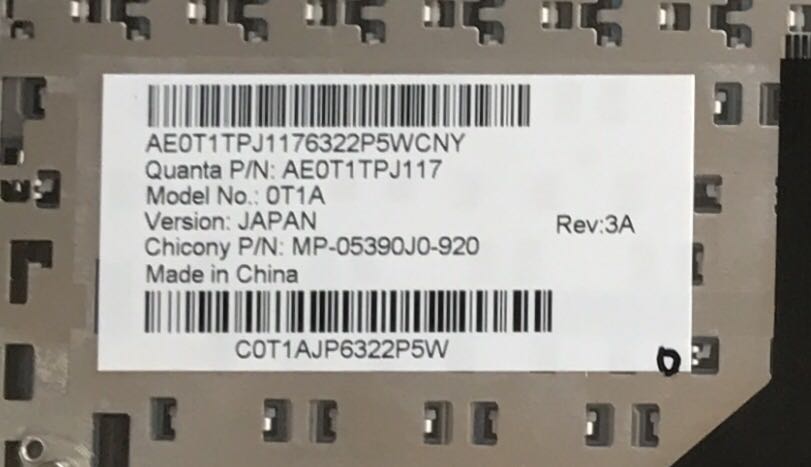 AE0T1TPJ1176322P5WCNY
Quanta P/N: AE0T1TPJ117
Model No.: 0T1A
Version: JAPAN Rev:3A
Chicony P/N: MP-05390J0-920
Made in China
C0T1AJP6322P5W